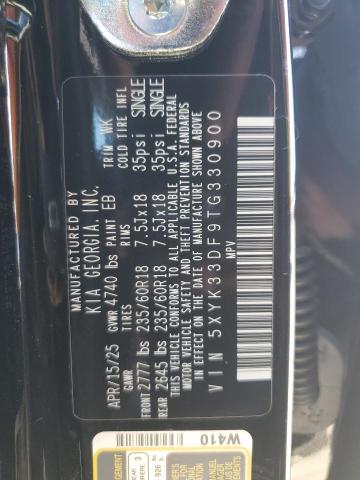 MANUFACTURED BY
KIA GEORGIA, INC.
APR/15/25 GVWR 4740 lbs PAINT EB TRIM WK
GAWR TIRES RIMS COLD TIRE INFL
FRONT 2777 lbs 235/60R18 7.5Jx18 35psi SINGLE
REAR 2645 lbs 235/60R18 7.5Jx18 35psi SINGLE
THIS VEHICLE CONFORMS TO ALL APPLICABLE U.S.A. FEDERAL
MOTOR VEHICLE SAFETY AND THEFT PREVENTION STANDARDS
IN EFFECT ON THE DATE OF MANUFACTURE SHOWN ABOVE
VIN 5XYK33DF9TG330900
MPV
W410
3
926